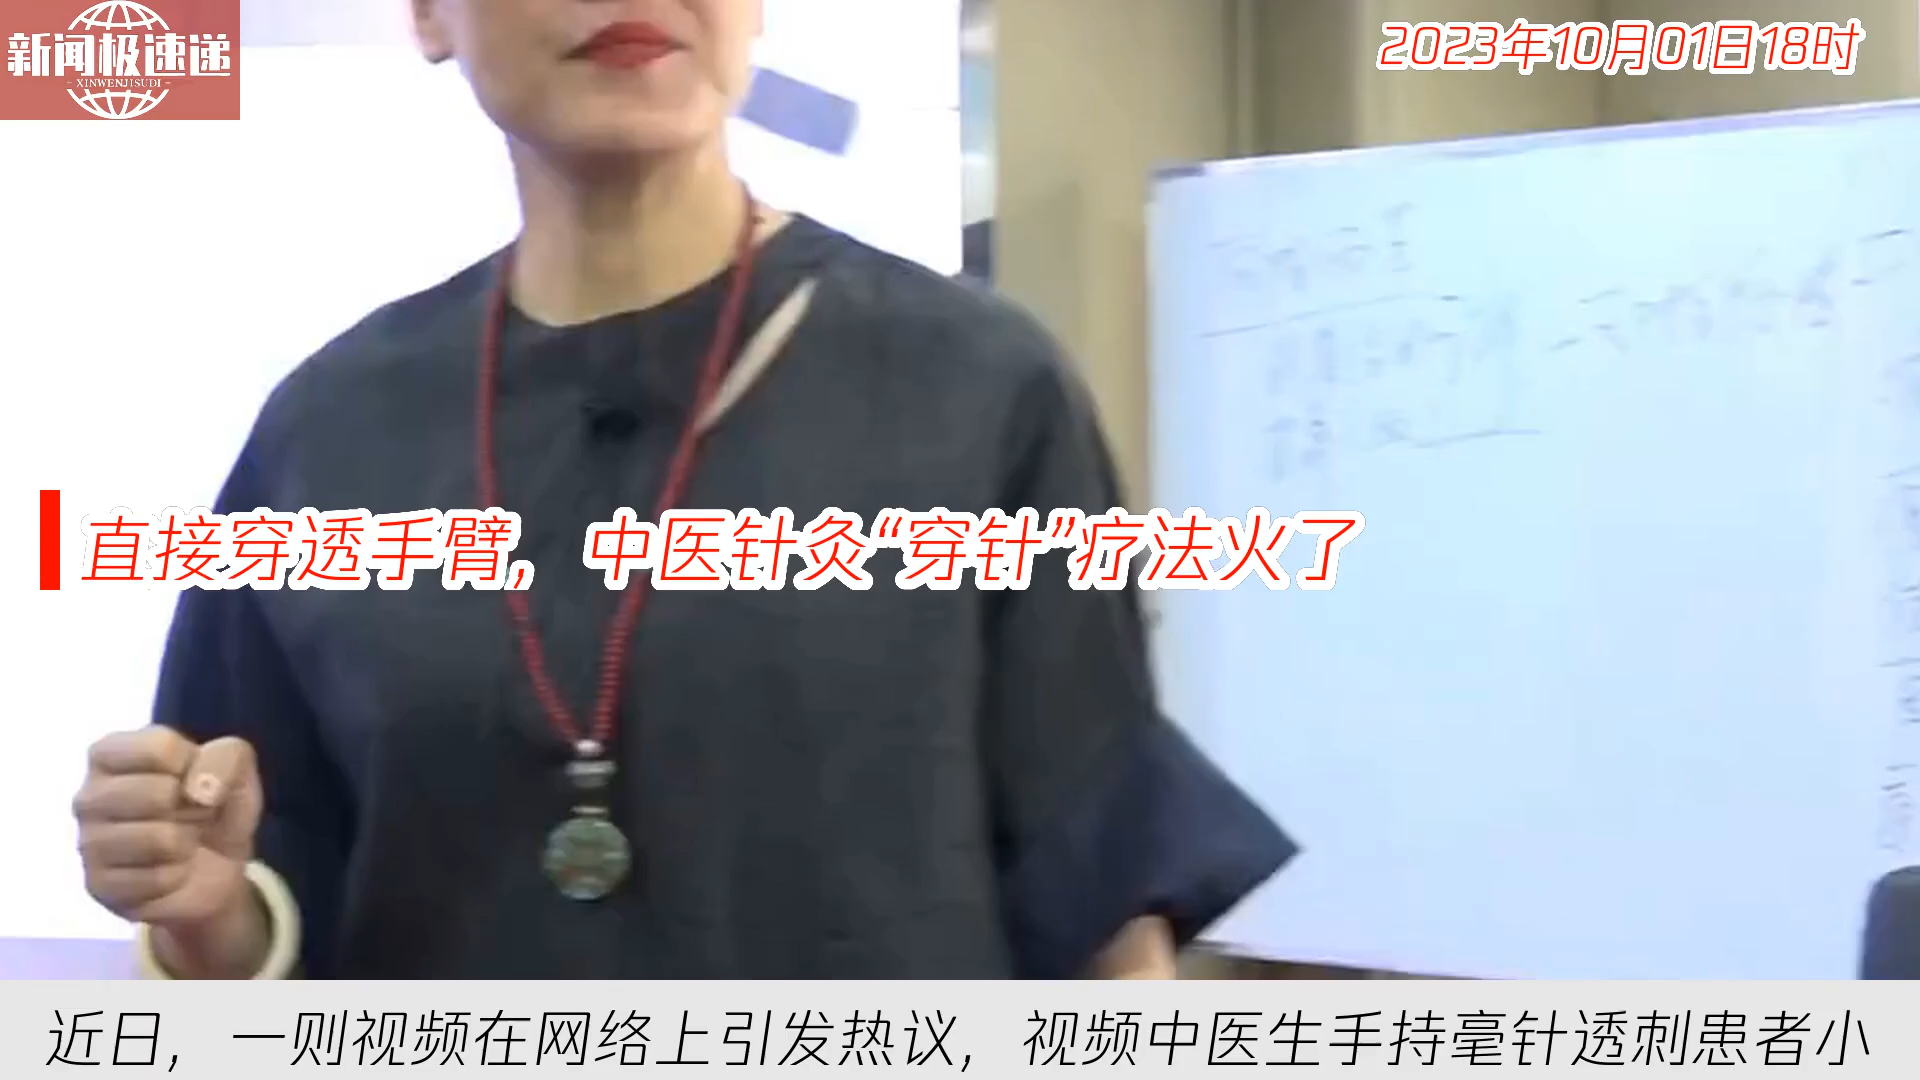 新闻极速递
XINWENJISUDI
2023年10月01日18时
直接穿透手臂，中医针灸“穿针”疗法火了
近日，一则视频在网络上引发热议，视频中医生手持毫针透刺患者小